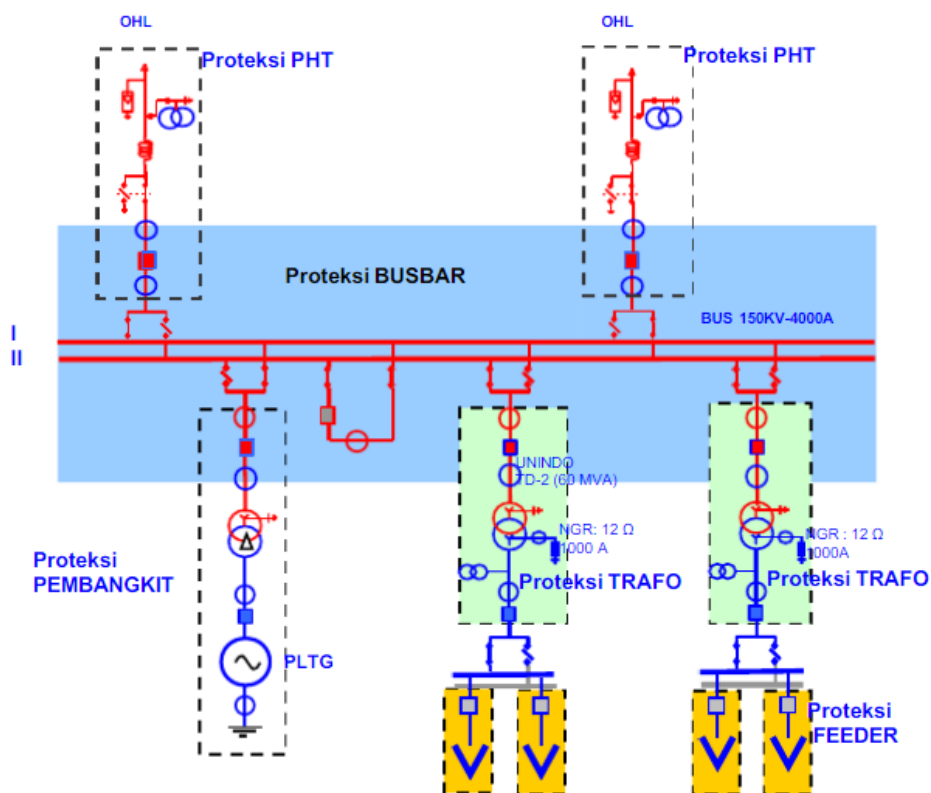 OHL
OHL
Proteksi PHT
Proteksi PHT
Proteksi BUSBAR
BUS 150KV-4000A
I
II
UNINDO
TD-2 (60 MVA)
NGR: 12 Ω
1000 A
NGR: 12 Ω
1000A
Proteksi
PEMBANGKIT
Proteksi TRAFO
Proteksi TRAFO
PLTG
Proteksi
FEEDER